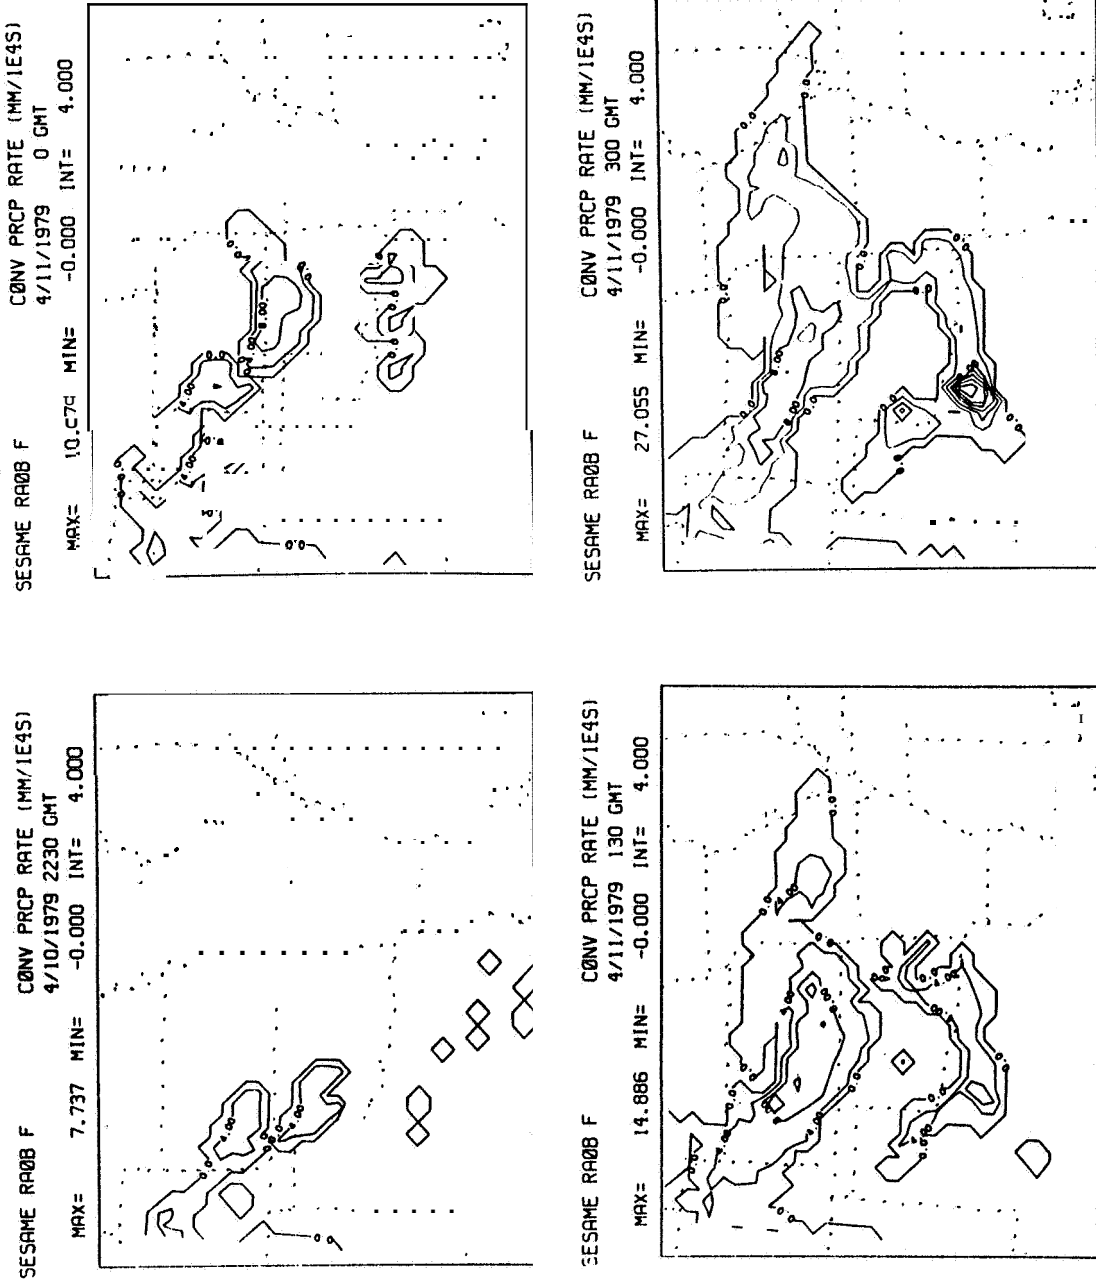 SESAME RAØB F CØNV PRCP RATE (MM/1E4S)
4/10/1979 2230 GMT
MAX= 7.737 MIN= -0.000 INT= 4.000
SESAME RAØB F CØNV PRCP RATE (MM/1E4S)
4/11/1979 0 GMT
MAX= MIN= -0.000 INT= 4.000
SESAME RAØB F CØNV PRCP RATE (MM/1E4S)
4/11/1979 130 GMT
MAX= 14.886 MIN= -0.000 INT= 4.000
SESAME RAØB F CØNV PRCP RATE (MM/1E4S)
4/11/1979 300 GMT
MAX= 27.055 MIN= -0.000 INT= 4.000